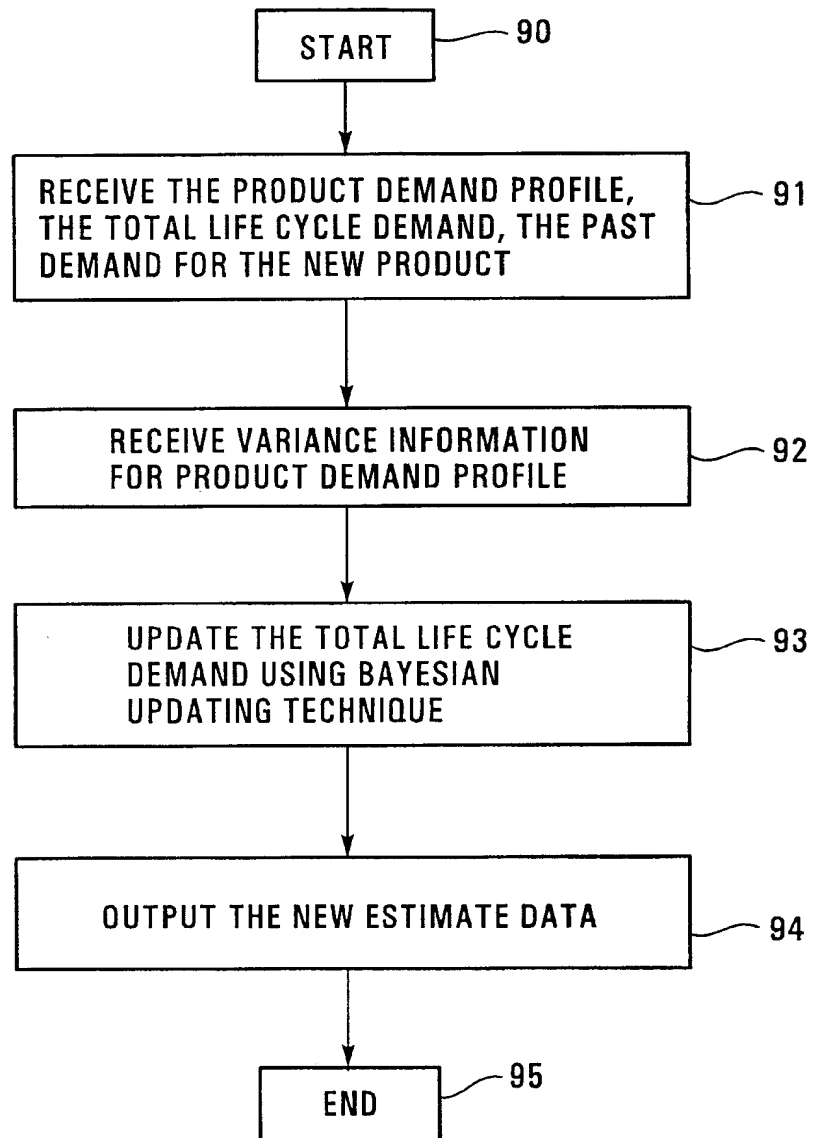 START
90
RECEIVE THE PRODUCT DEMAND PROFILE,
THE TOTAL LIFE CYCLE DEMAND, THE PAST
DEMAND FOR THE NEW PRODUCT
91
RECEIVE VARIANCE INFORMATION
FOR PRODUCT DEMAND PROFILE
92
UPDATE THE TOTAL LIFE CYCLE
DEMAND USING BAYESIAN
UPDATING TECHNIQUE
93
OUTPUT THE NEW ESTIMATE DATA
94
END
95